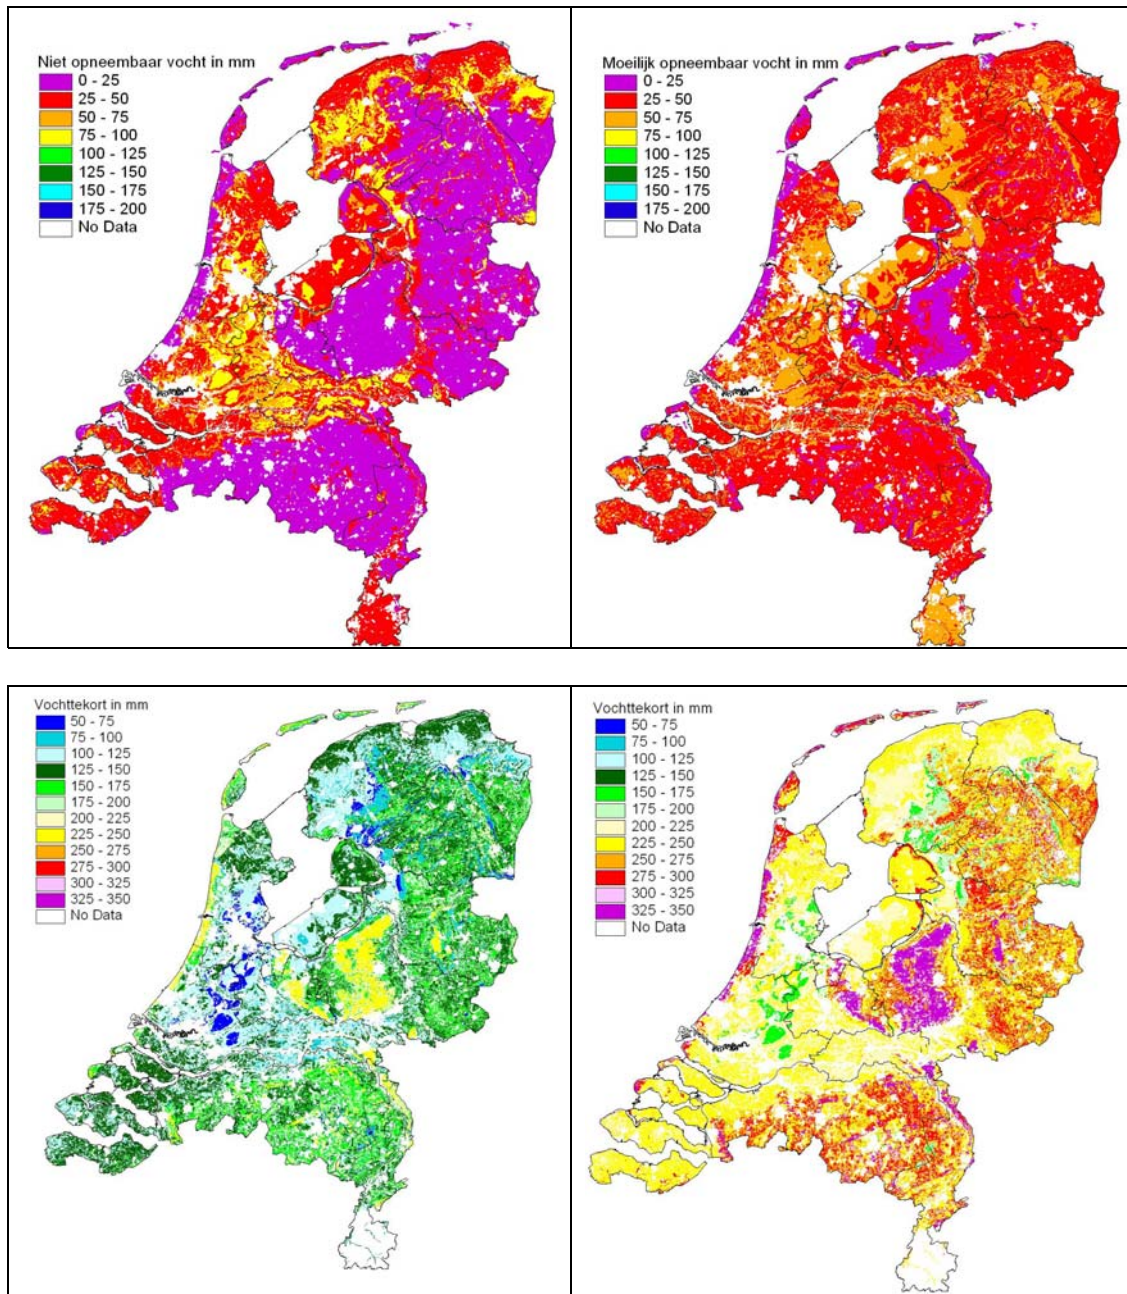 Niet opneembaar vocht in mm
0 - 25
25 - 50
50 - 75
75 - 100
100 - 125
125 - 150
150 - 175
175 - 200
No Data
Moeilijk opneembaar vocht in mm
0 - 25
25 - 50
50 - 75
75 - 100
100 - 125
125 - 150
150 - 175
175 - 200
No Data
Vochttekort in mm
50 - 75
75 - 100
100 - 125
125 - 150
150 - 175
175 - 200
200 - 225
225 - 250
250 - 275
275 - 300
300 - 325
325 - 350
No Data
Vochttekort in mm
50 - 75
75 - 100
100 - 125
125 - 150
150 - 175
175 - 200
200 - 225
225 - 250
250 - 275
275 - 300
300 - 325
325 - 350
No Data